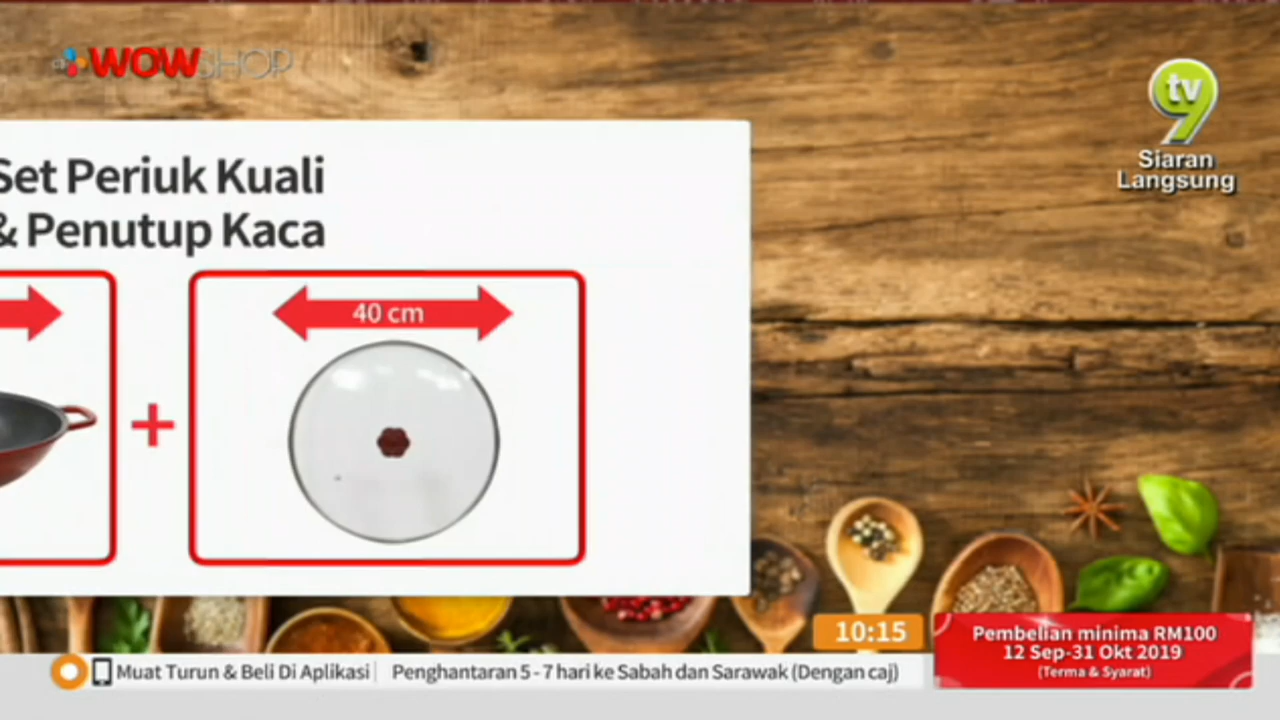 WOWSHOP
tv9
Siaran
Langsung
Set Periuk Kuali
& Penutup Kaca
40 cm
+
10:15
Pembelian minima RM100
12 Sep-31 Okt 2019
(Terma & Syarat)
Muat Turun & Beli Di Aplikasi
Penghantaran 5 - 7 hari ke Sabah dan Sarawak (Dengan caj)